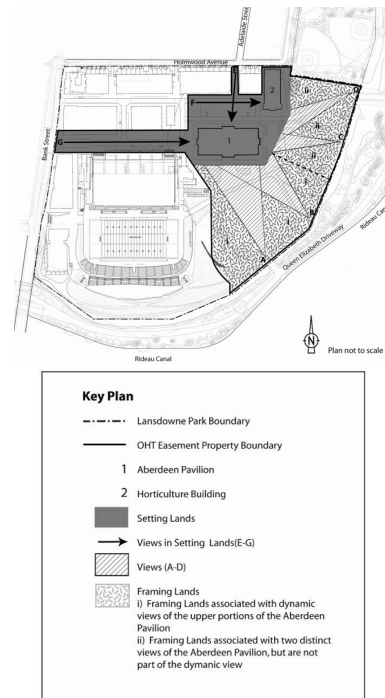 Adelaide Street
Holmwood Avenue
E
2
F
ii
D
ii
Bank Street
G
1
C
ii
i
i
B
i
A
Queen Elizabeth Driveway
Rideau Canal
N
Plan not to scale
Rideau Canal
Key Plan
Lansdowne Park Boundary
OHT Easement Property Boundary
1 Aberdeen Pavilion
2 Horticulture Building
Setting Lands
Views in Setting Lands(E-G)
Views (A-D)
Framing Lands
i) Framing Lands associated with dynamic
views of the upper portions of the Aberdeen
Pavilion
ii) Framing Lands associated with two distinct
views of the Aberdeen Pavilion, but are not
part of the dymanic view